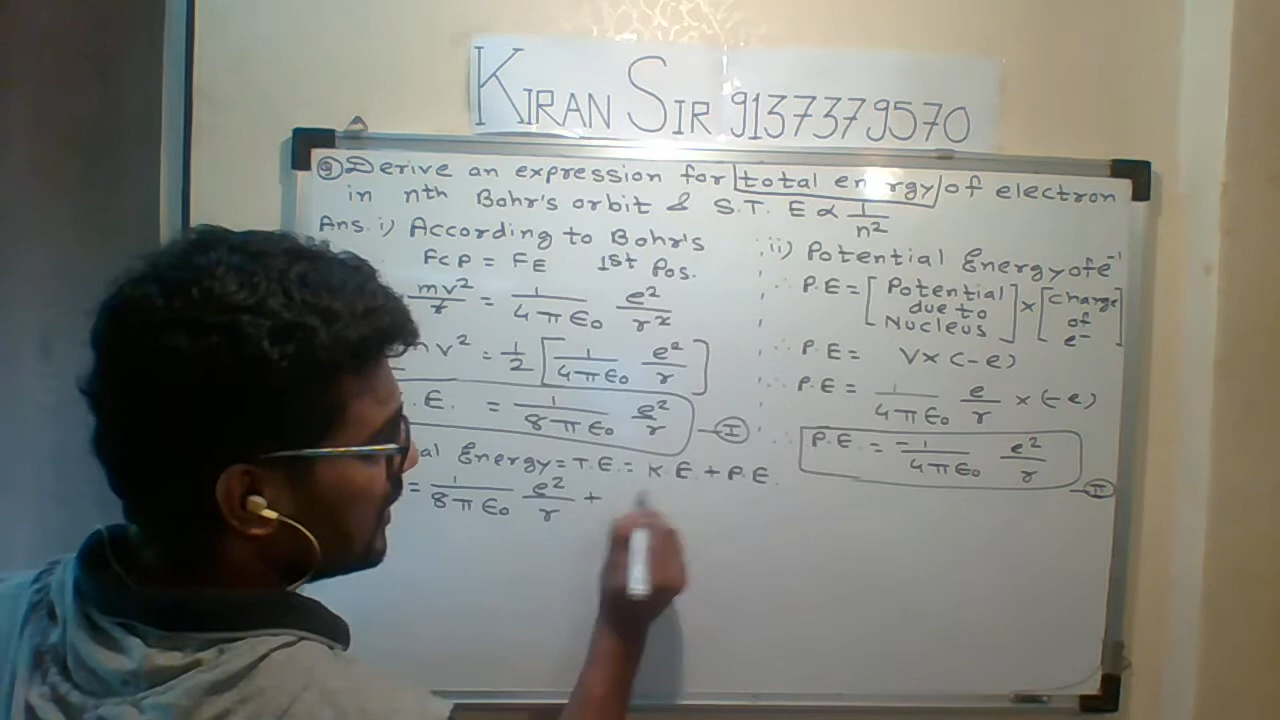 KIRAN SIR 9137379570
Q Derive an expression for total energy of electron
in nth Bohr's orbit & S.T. E ∝ 1/n²
Ans. i) According to Bohr's
1st Pos.
FCP = FE
mv²/r = 1/4πε₀ e²/r²
mv² = 1/2 [1/4πε₀ e²/r]
.E. = 1/8πε₀ e²/r —I
al Energy = T.E. = K.E. + P.E.
= 1/8πε₀ e²/r +
ii) Potential Energy of e⁻¹
∴ P.E = [Potential due to Nucleus] × [Charge of e⁻]
∴ P.E = V × (-e)
∴ P.E = 1/4πε₀ e/r × (-e)
∴ P.E = -1/4πε₀ e²/r —II